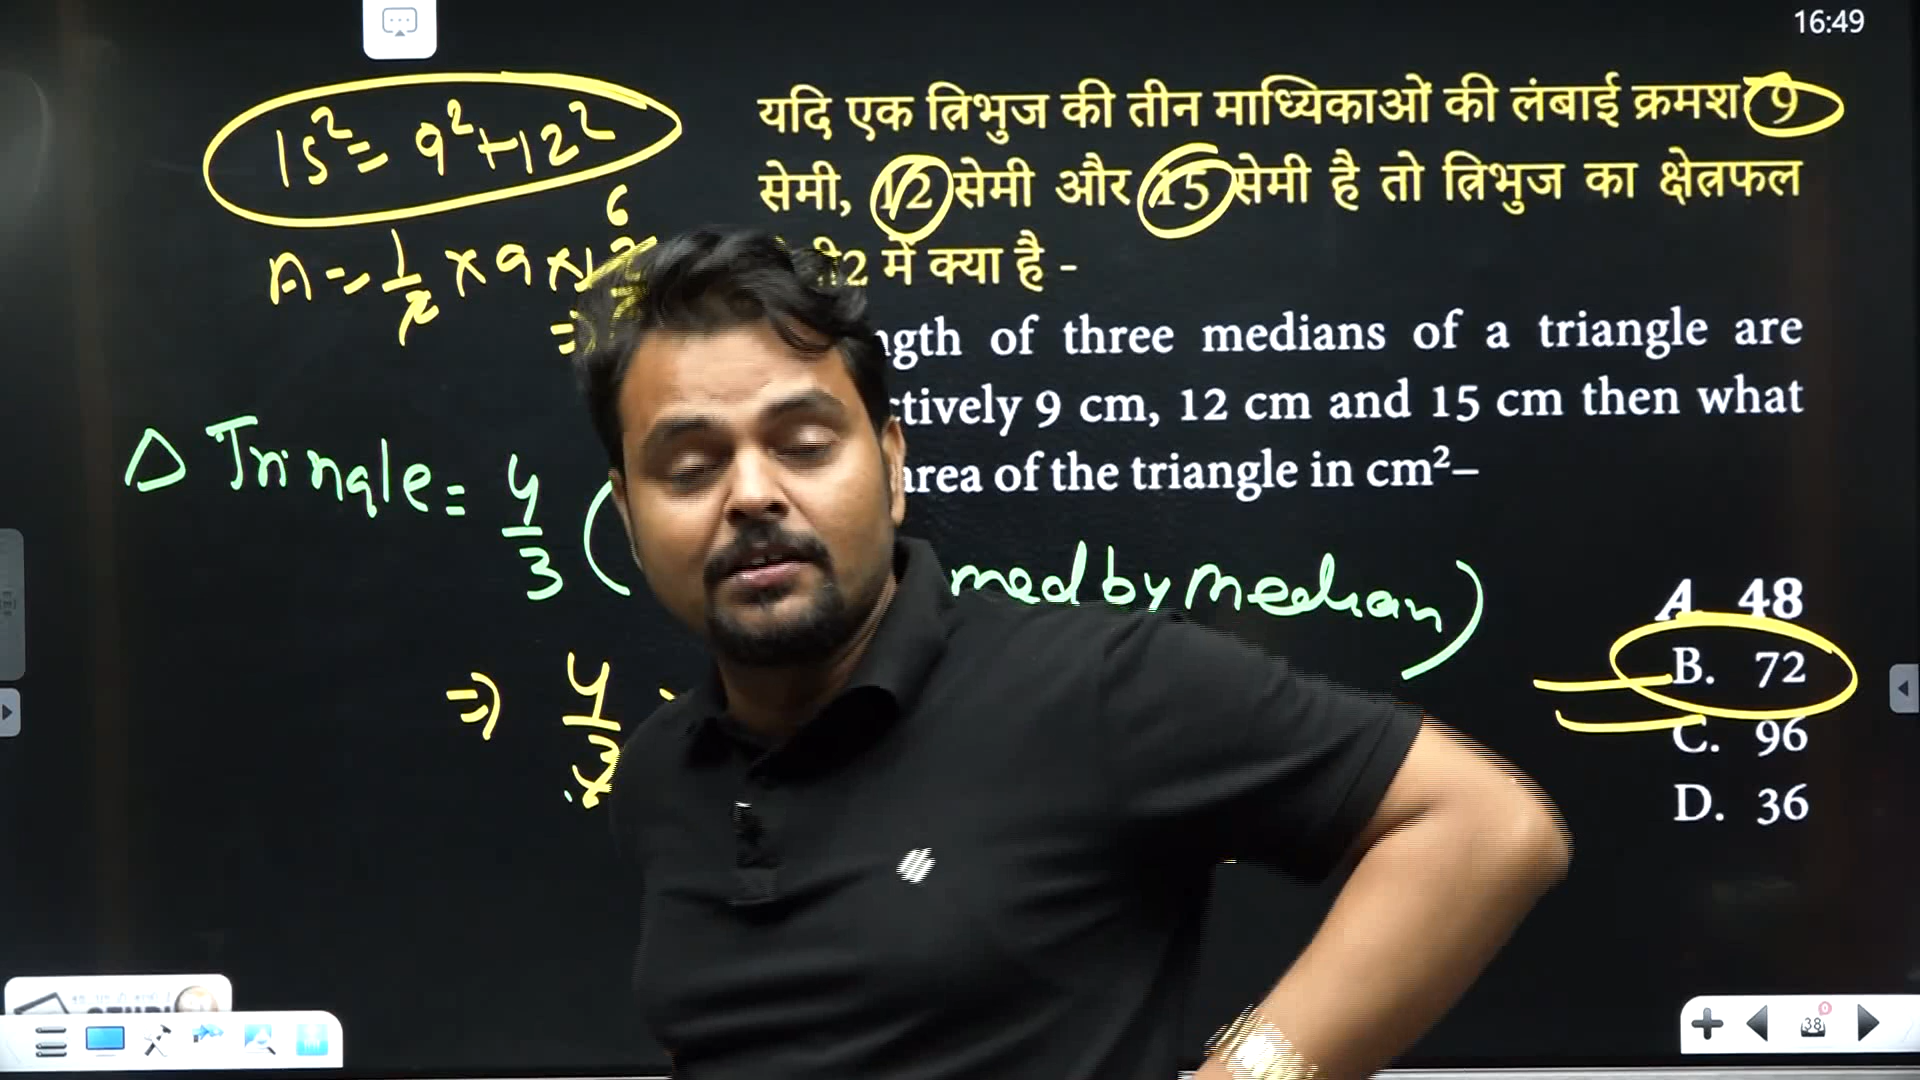 16:49
15² = 9² + 12²
यदि एक त्रिभुज की तीन माध्यिकाओं की लंबाई क्रमश 9
सेमी, 12 सेमी और 15 सेमी है तो त्रिभुज का क्षेत्रफल
2 में क्या है -
6
A = 1/2 × 9 × 12
ngth of three medians of a triangle are
ctively 9 cm, 12 cm and 15 cm then what
area of the triangle in cm²–
Δ Tringle = 4/3 (
med by median)
⇒ 4/3
A. 48
B. 72
C. 96
D. 36
38